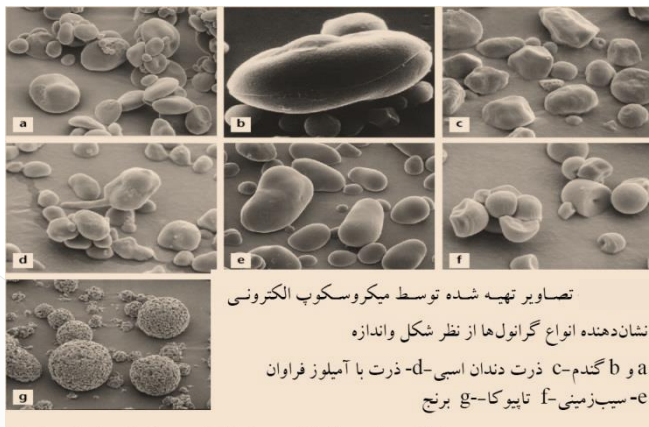 a
b
c
d
e
f
g
تصاویر تهیه شده توسط میکروسکوپ الکترونی
نشان‌دهنده انواع گرانول‌ها از نظر شکل واندازه
a و b گندم-c ذرت دندان اسبی-d- ذرت با آمیلوز فراوان
e- سیب‌زمینی-f تاپیوکا--g برنج